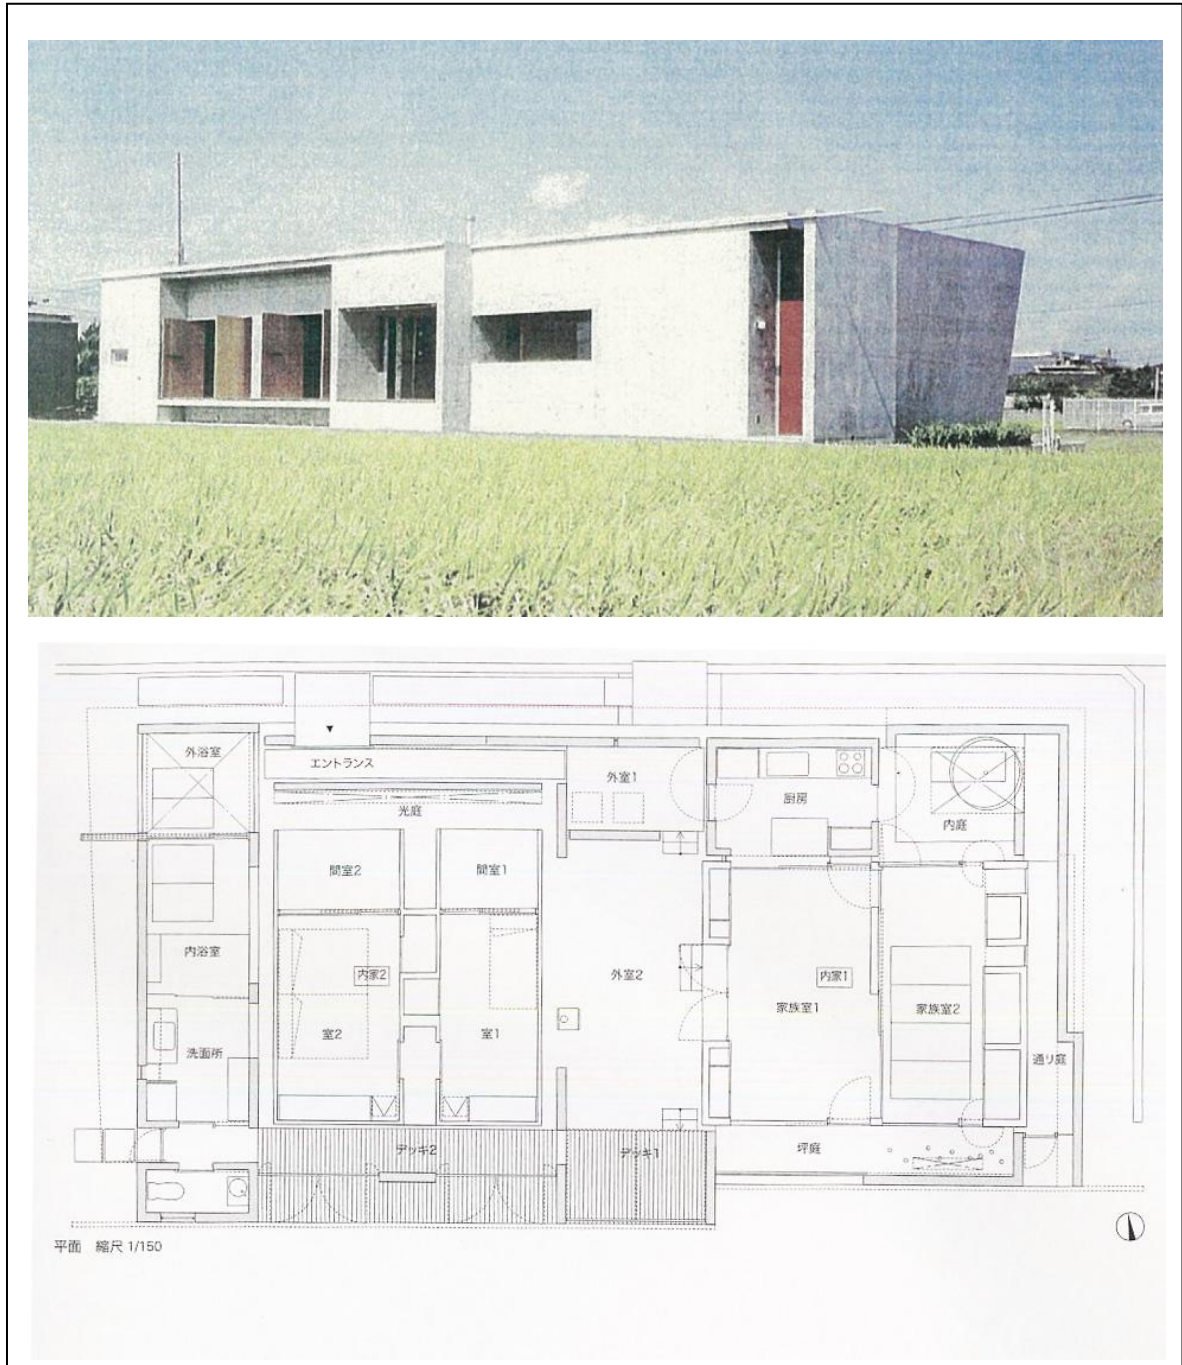 外浴室
エントランス
外室1
厨房
内庭
光庭
間室2
間室1
内浴室
内家2
外室2
内家1
家族室1
家族室2
室2
室1
洗面所
通り庭
デッキ2
デッキ1
坪庭
平面 縮尺 1/150